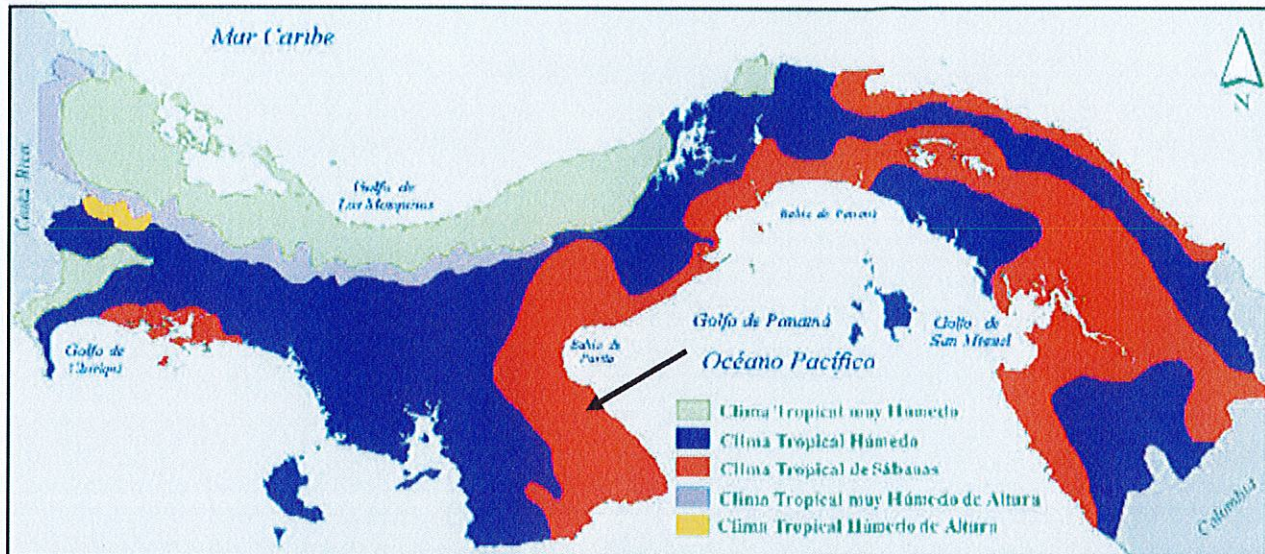 Mar Caribe
N
Costa Rica
Golfo de
Los Mosquitos
Bahía de Panamá
Golfo de
Chiriquí
Bahía de
Parita
Golfo de Panamá
Golfo de
San Miguel
Océano Pacífico
Clima Tropical muy Húmedo
Clima Tropical Húmedo
Clima Tropical de Sábanas
Clima Tropical muy Húmedo de Altura
Clima Tropical Húmedo de Altura
Columbia